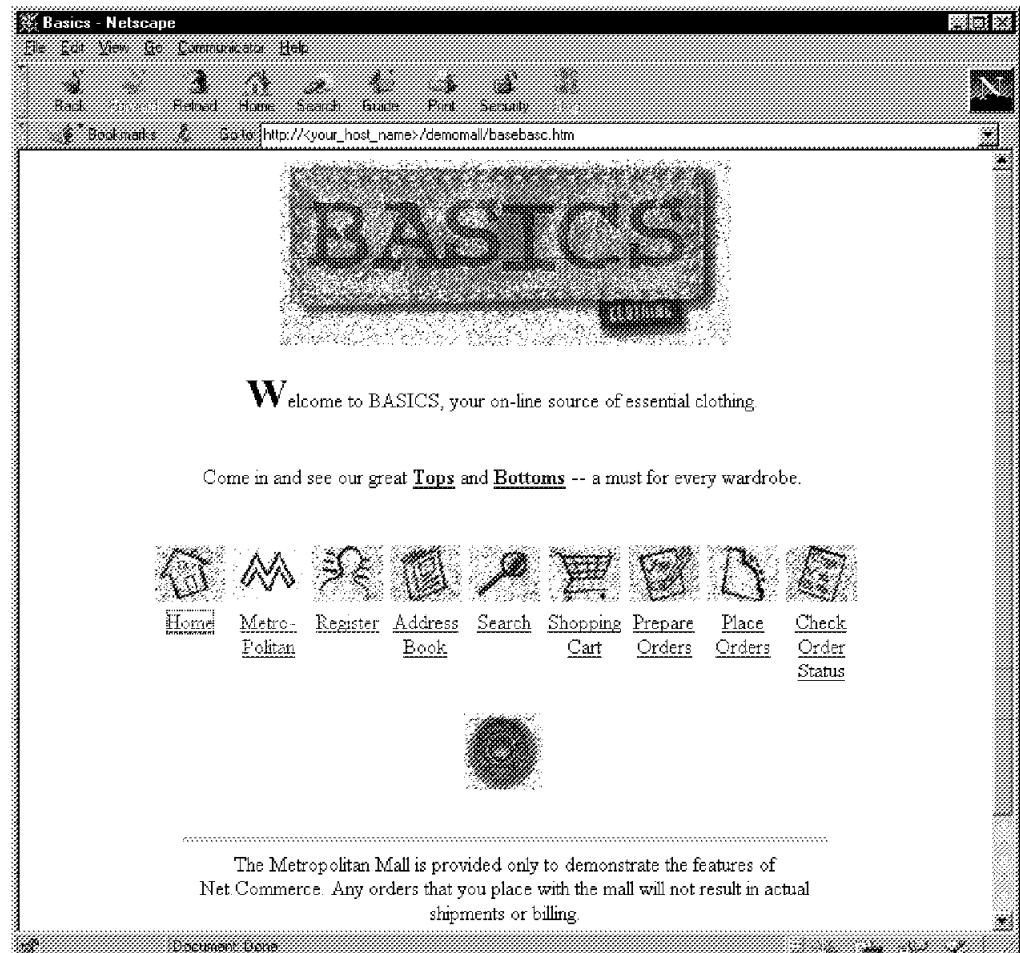 Basics - Netscape
File Edit View Go Communicator Help
Back Forward Reload Home Search Guide Print Security
Bookmarks Go to: http://<your_host_name>/demomall/basebasc.htm
BASICS
CLOTHING
Welcome to BASICS, your on-line source of essential clothing.
Come in and see our great Tops and Bottoms -- a must for every wardrobe.
Home Metro- Register Address Search Shopping Prepare Place Check
Politan Book Cart Orders Orders Order
Status
The Metropolitan Mall is provided only to demonstrate the features of
Net.Commerce. Any orders that you place with the mall will not result in actual
shipments or billing.
Document: Done